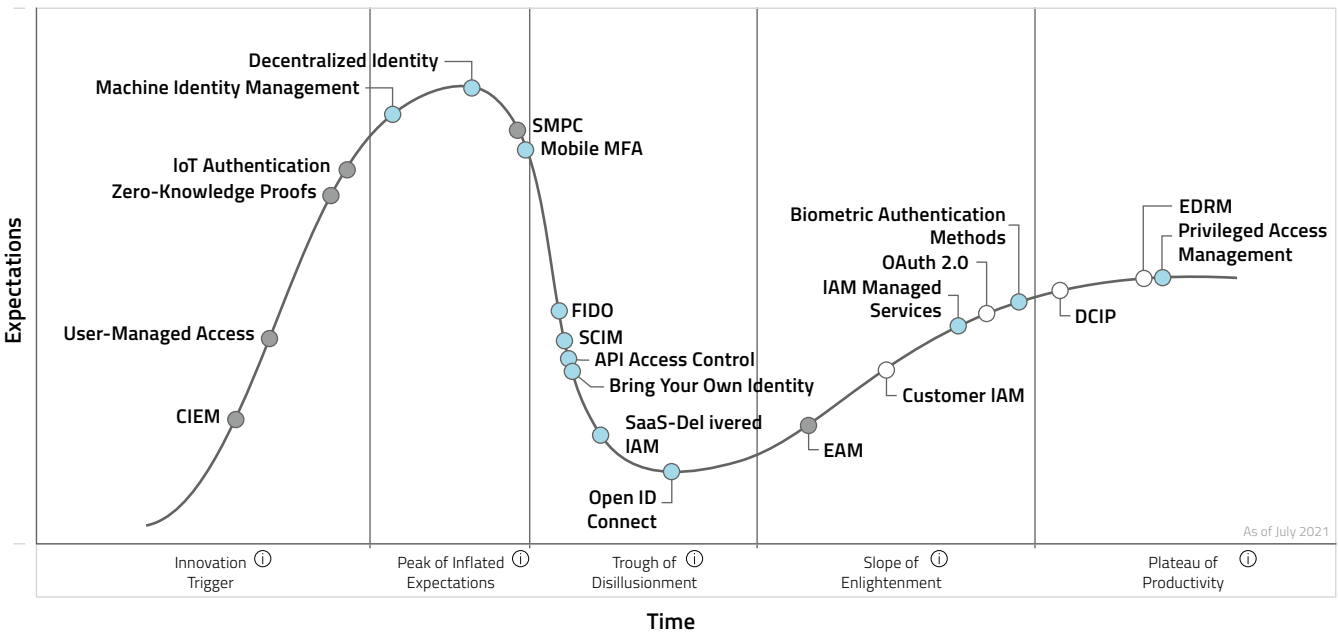 Decentralized Identity
Machine Identity Management
SMPC
Mobile MFA
IoT Authentication
Zero-Knowledge Proofs
User-Managed Access
CIEM
FIDO
SCIM
API Access Control
Bring Your Own Identity
SaaS-Del ivered
IAM
Open ID
Connect
EAM
Customer IAM
IAM Managed
Services
OAuth 2.0
Biometric Authentication
Methods
DCIP
EDRM
Privileged Access
Management
Expectations
As of July 2021
Innovation
Trigger
Peak of Inflated
Expectations
Trough of
Disillusionment
Slope of
Enlightenment
Plateau of
Productivity
Time